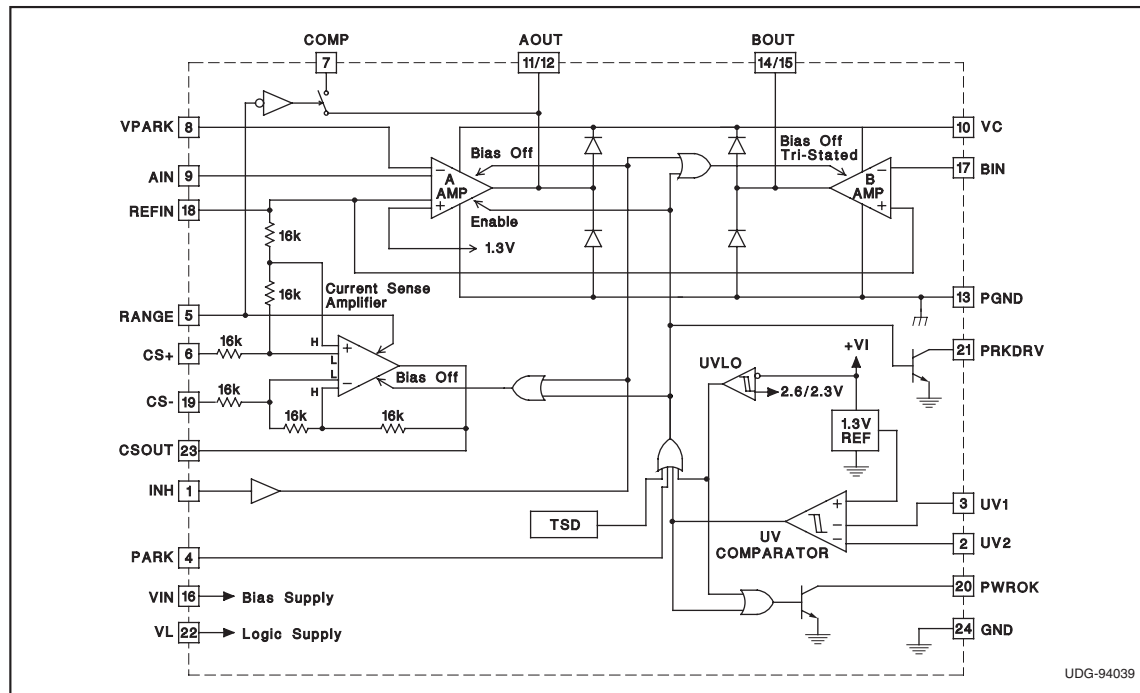 COMP
7
AOUT
11/12
BOUT
14/15
VPARK 8
AIN 9
REFIN 18
RANGE 5
CS+ 6
CS- 19
CSOUT 23
INH 1
PARK 4
VIN 16
Bias Supply
VL 22
Logic Supply
10 VC
17 BIN
13 PGND
21 PRKDRV
3 UV1
2 UV2
20 PWROK
24 GND
Bias Off
A
AMP
−
+
Enable
1.3V
Bias Off
Tri-Stated
B
AMP
−
+
16k
16k
Current Sense
Amplifier
16k
H
L
+
L
−
H
Bias Off
16k
16k
16k
UVLO
2.6/2.3V
+VI
1.3V
REF
TSD
+
−
−
UV
COMPARATOR
UDG-94039